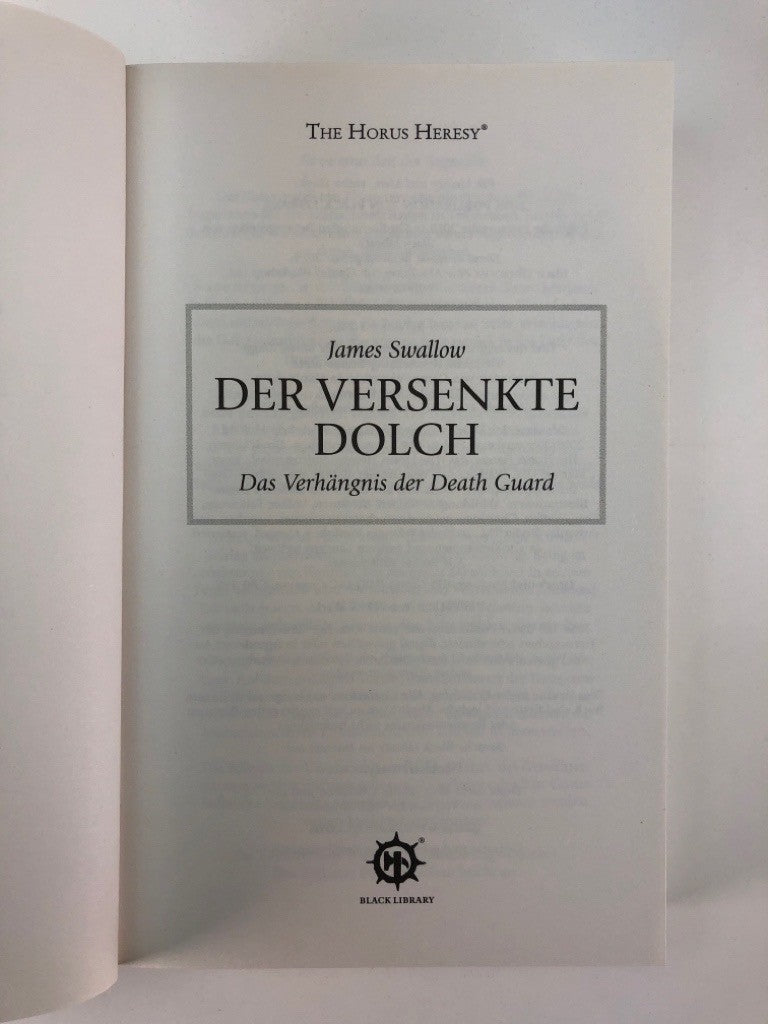 THE HORUS HERESY®
James Swallow
DER VERSENKTE
DOLCH
Das Verhängnis der Death Guard
®
BLACK LIBRARY